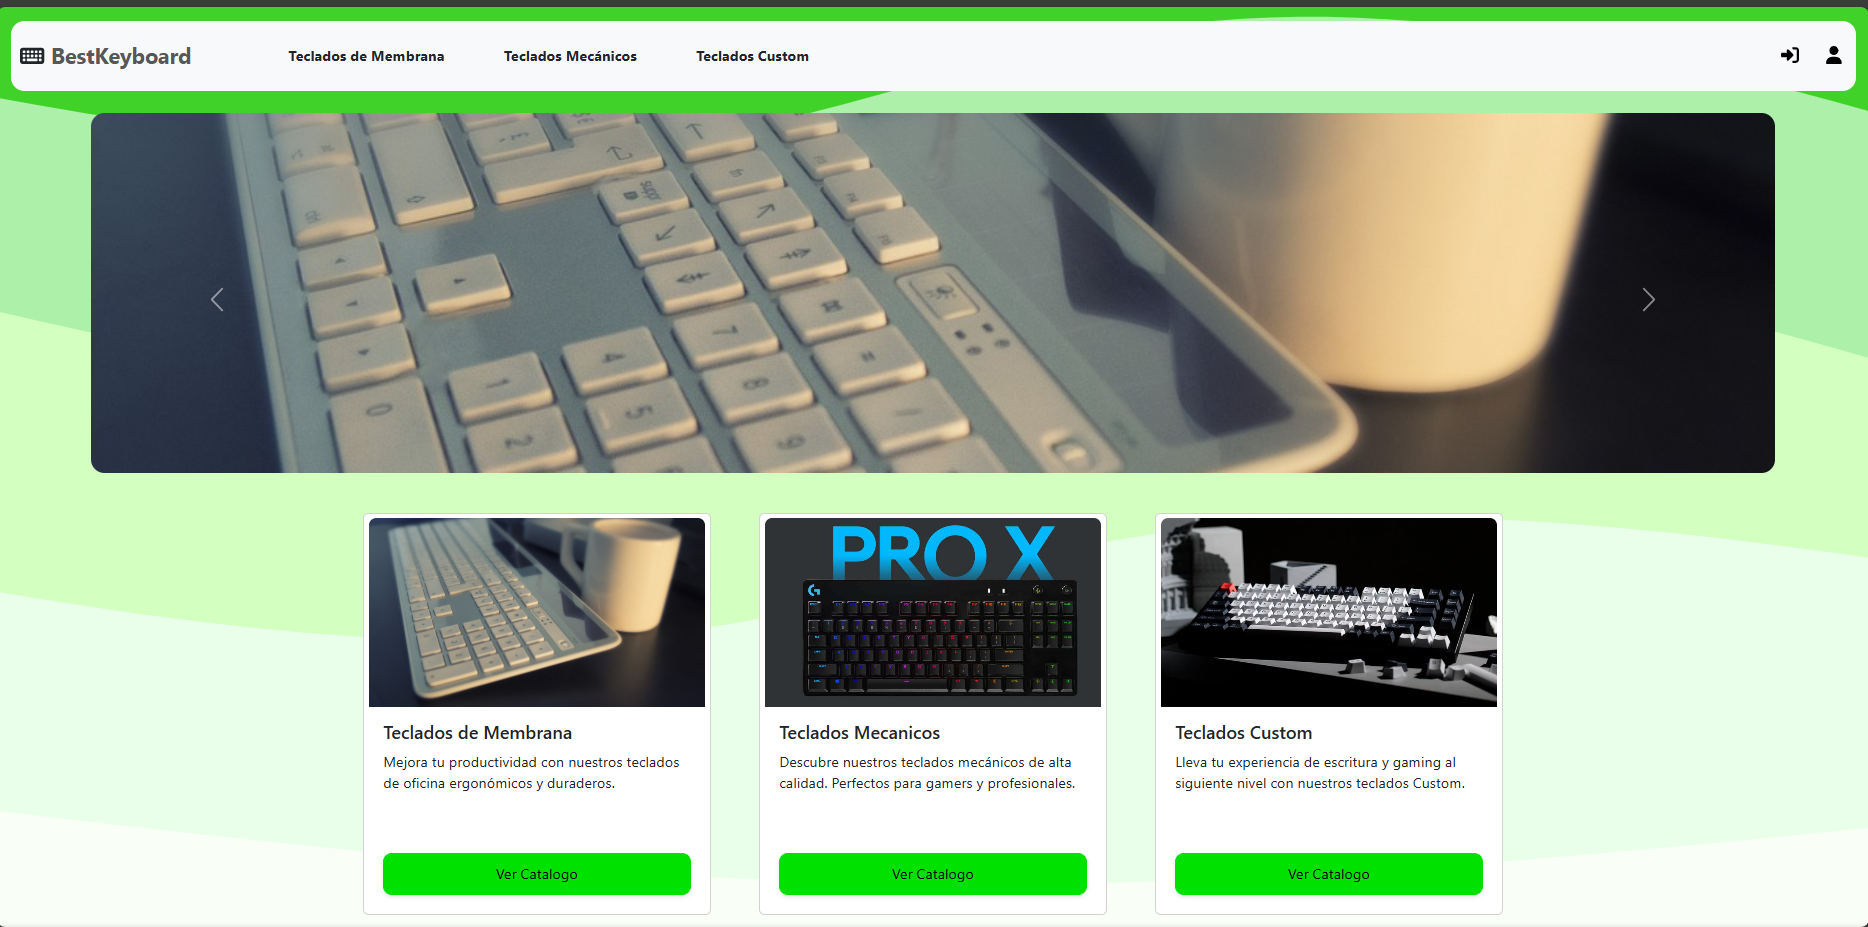 BestKeyboard
Teclados de Membrana
Teclados Mecánicos
Teclados Custom
PRO X
Teclados de Membrana
Mejora tu productividad con nuestros teclados
de oficina ergonómicos y duraderos.
Ver Catalogo
Teclados Mecanicos
Descubre nuestros teclados mecánicos de alta
calidad. Perfectos para gamers y profesionales.
Ver Catalogo
Teclados Custom
Lleva tu experiencia de escritura y gaming al
siguiente nivel con nuestros teclados Custom.
Ver Catalogo